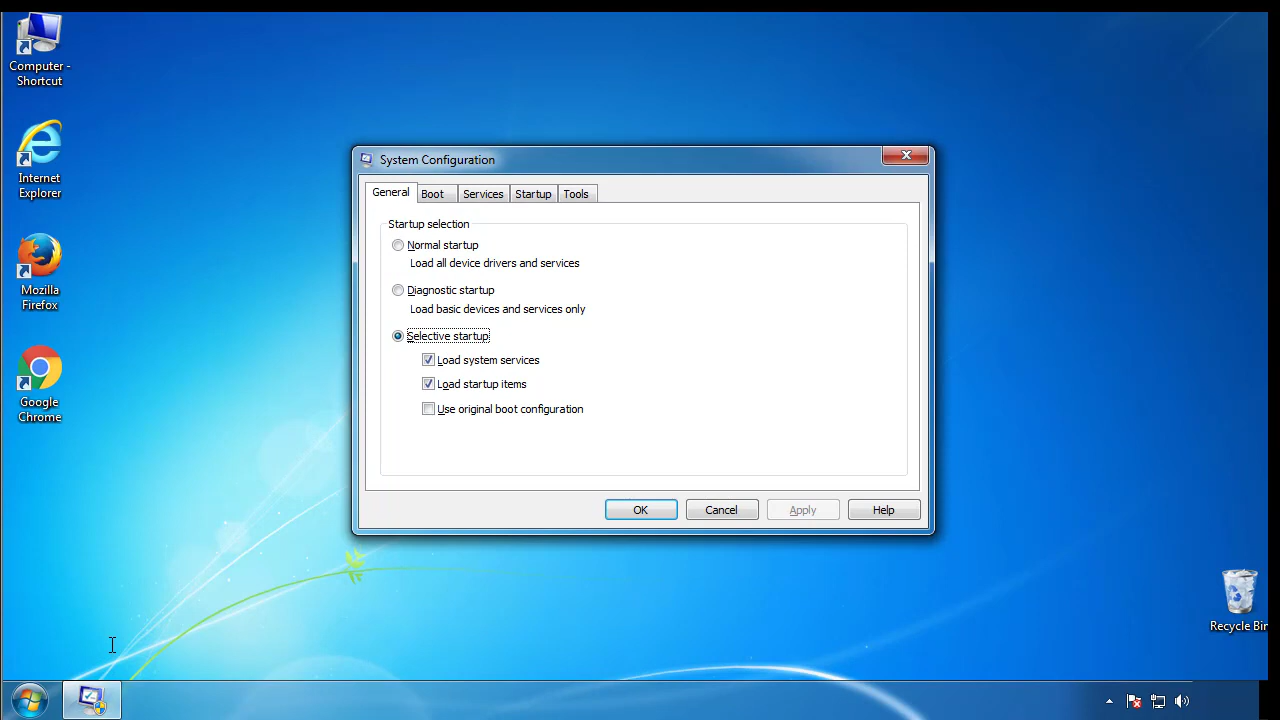 Computer -
Shortcut
Internet
Explorer
Mozilla
Firefox
Google
Chrome
System Configuration
General Boot Services Startup Tools
Startup selection
Normal startup
Load all device drivers and services
Diagnostic startup
Load basic devices and services only
Selective startup
Load system services
Load startup items
Use original boot configuration
OK Cancel Apply Help
Recycle Bin